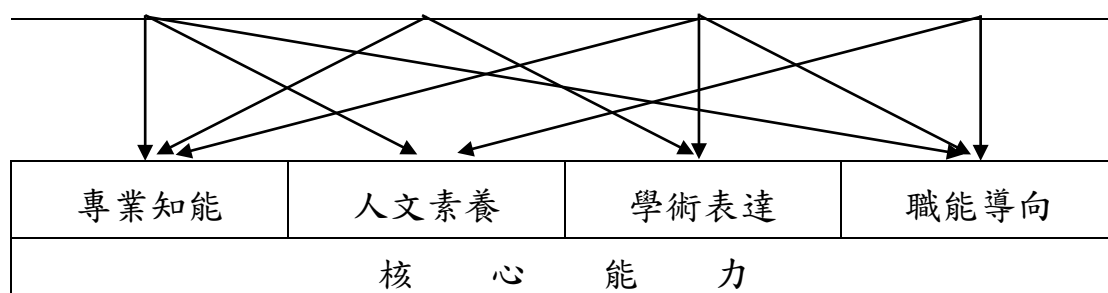 專業知能 人文素養 學術表達 職能導向
核 心 能 力